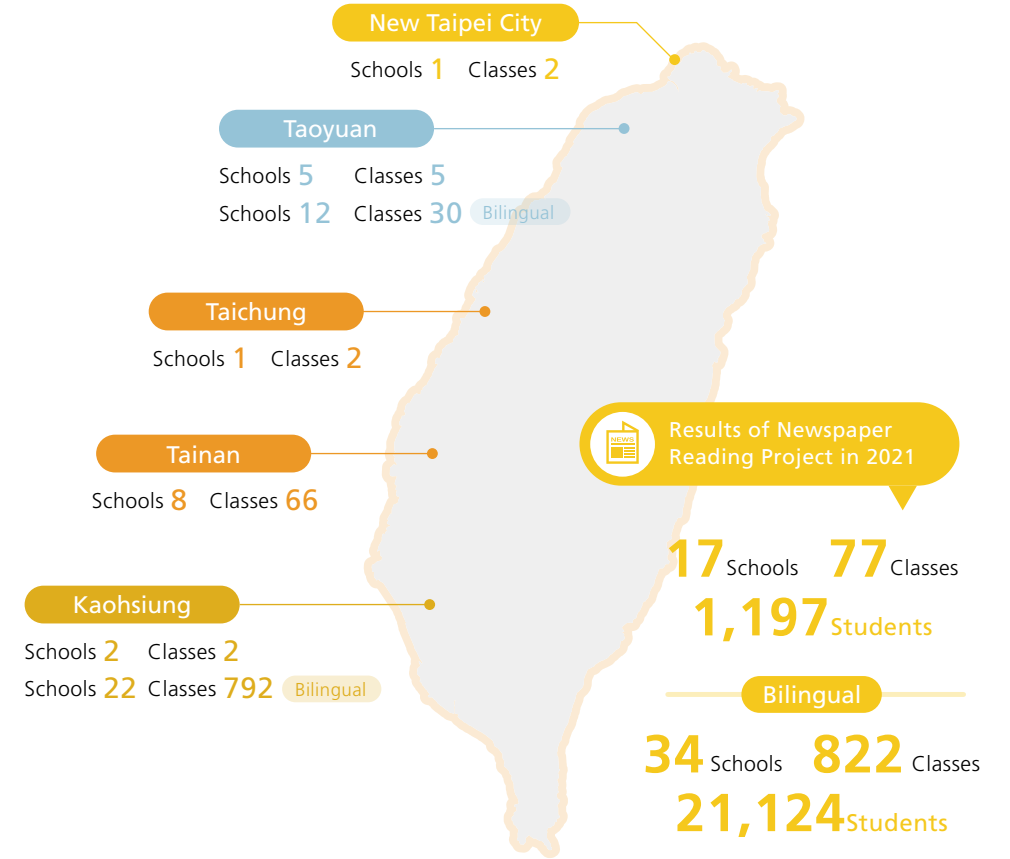 New Taipei City
Schools 1 Classes 2
Taoyuan
Schools 5 Classes 5
Schools 12 Classes 30 Bilingual
Taichung
Schools 1 Classes 2
Tainan
Schools 8 Classes 66
Kaohsiung
Schools 2 Classes 2
Schools 22 Classes 792 Bilingual
NEWS
Results of Newspaper
Reading Project in 2021
17 Schools 77 Classes
1,197 Students
Bilingual
34 Schools 822 Classes
21,124 Students